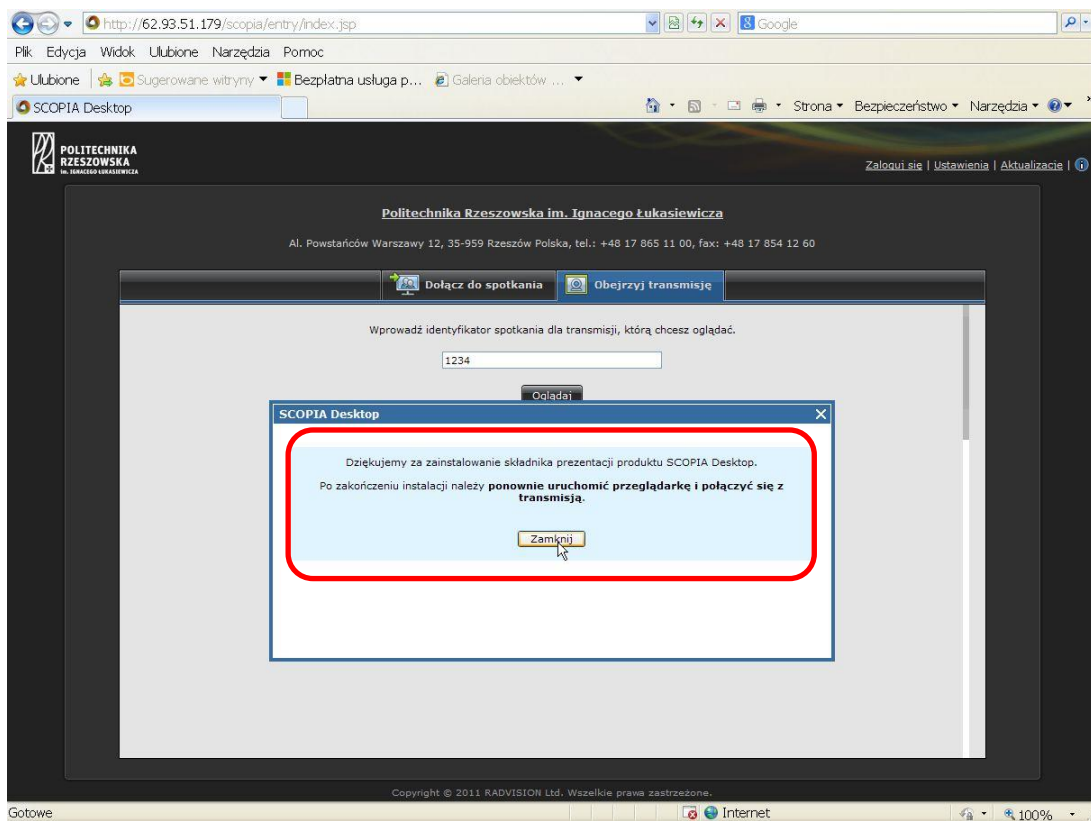 http://62.93.51.179/scopia/entry/index.jsp
Google
Plik Edycja Widok Ulubione Narzędzia Pomoc
Ulubione Sugerowane witryny Bezpłatna usługa p... Galeria obiektów ...
SCOPIA Desktop
Strona Bezpieczeństwo Narzędzia
POLITECHNIKA
RZESZOWSKA
im. IGNACEGO ŁUKASIEWICZA
Zaloguj się | Ustawienia | Aktualizacje |
Politechnika Rzeszowska im. Ignacego Łukasiewicza
Al. Powstańców Warszawy 12, 35-959 Rzeszów Polska, tel.: +48 17 865 11 00, fax: +48 17 854 12 60
Dołącz do spotkania Obejrzyj transmisję
Wprowadź identyfikator spotkania dla transmisji, którą chcesz oglądać.
1234
Oglądaj
SCOPIA Desktop
Dziękujemy za zainstalowanie składnika prezentacji produktu SCOPIA Desktop.
Po zakończeniu instalacji należy ponownie uruchomić przeglądarkę i połączyć się z
transmisją.
Zamknij
Copyright © 2011 RADVISION Ltd. Wszelkie prawa zastrzeżone.
Gotowe Internet 100%